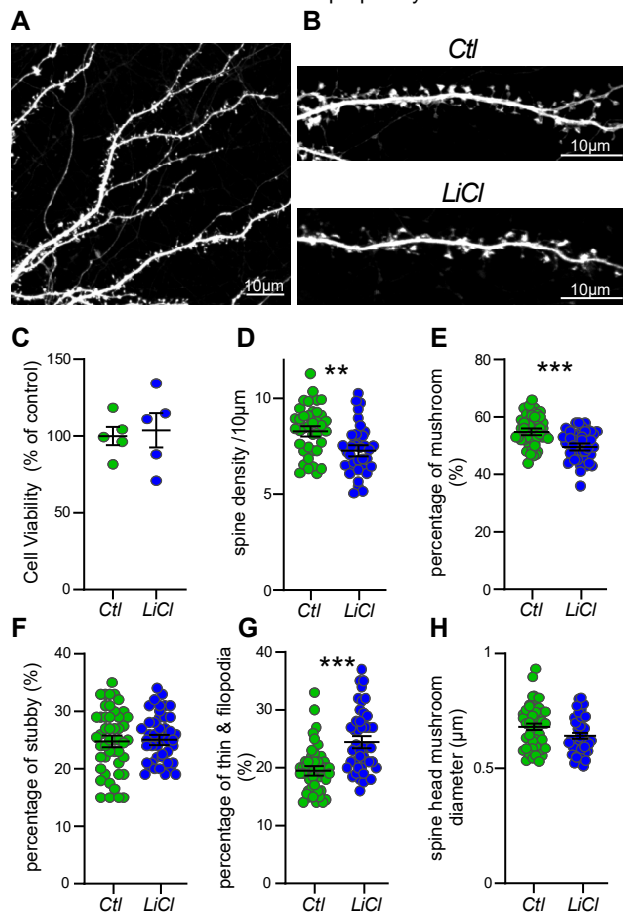 A
B
Ctl
10µm
LiCl
10µm
10µm
C
D
E
150
100
50
0
Cell Viability (% of control)
Ctl
LiCl
**
10
5
0
spine density /10µm
Ctl
LiCl
***
80
60
40
20
0
percentage of mushroom
(%)
Ctl
LiCl
F
G
H
40
30
20
10
0
percentage of stubby (%)
Ctl
LiCl
***
40
30
20
10
0
percentage of thin & filopodia
(%)
Ctl
LiCl
1
0.5
0
spine head mushroom
diameter (µm)
Ctl
LiCl